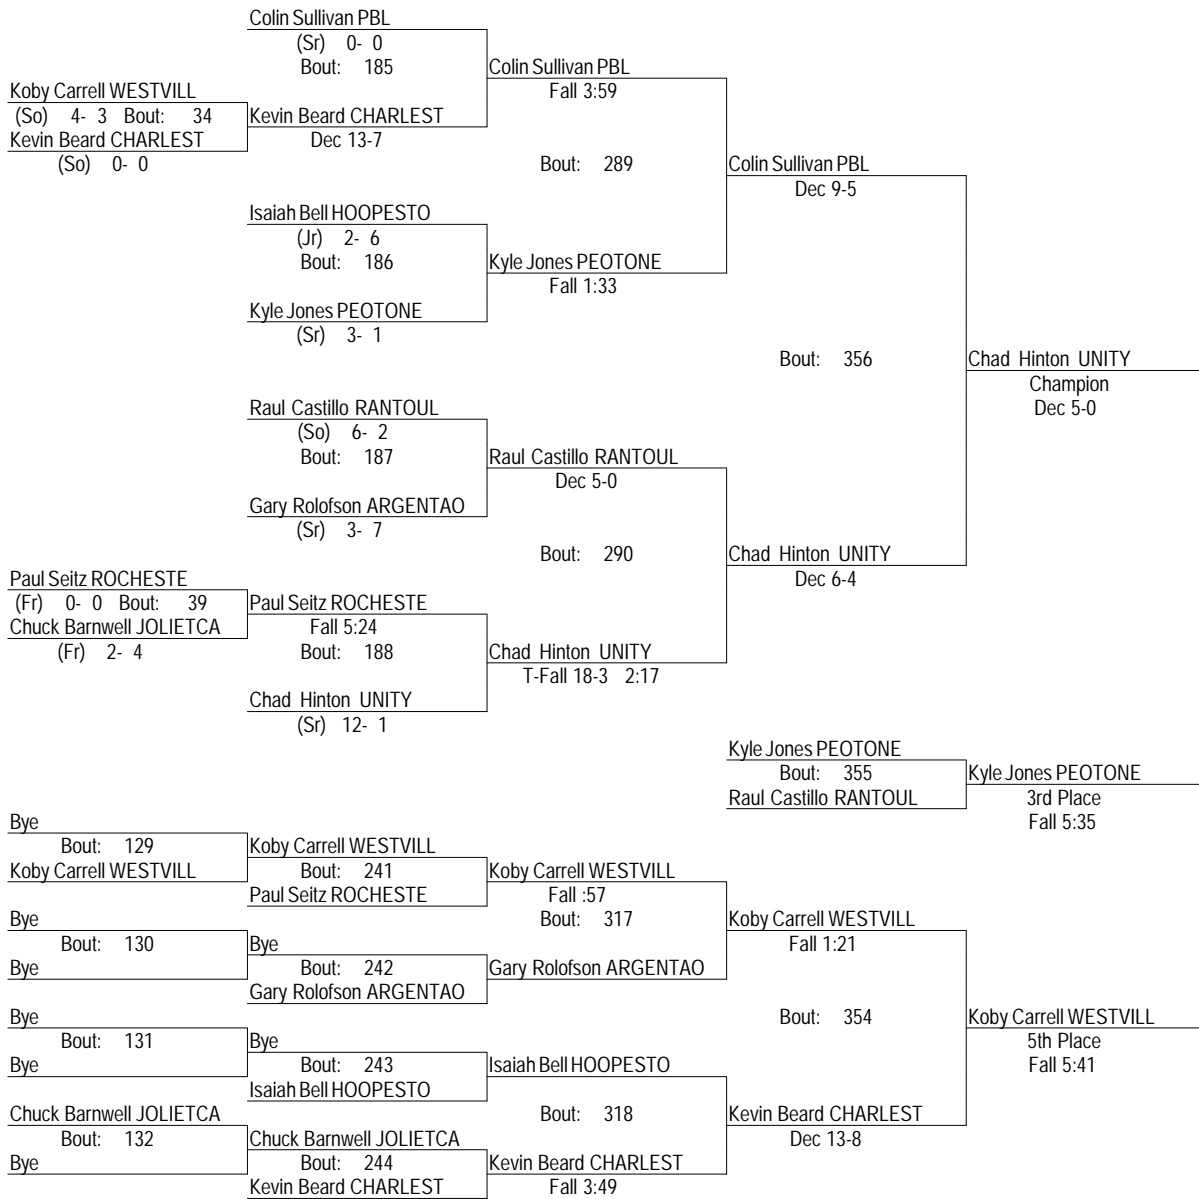 Colin Sullivan PBL
(Sr) 0- 0
Bout: 185
Colin Sullivan PBL
Fall 3:59
Koby Carrell WESTVILL
(So) 4- 3 Bout: 34
Kevin Beard CHARLEST
Kevin Beard CHARLEST
Dec 13-7
(So) 0- 0
Bout: 289
Colin Sullivan PBL
Dec 9-5
Isaiah Bell HOOPESTO
(Jr) 2- 6
Bout: 186
Kyle Jones PEOTONE
Fall 1:33
Kyle Jones PEOTONE
(Sr) 3- 1
Bout: 356
Chad Hinton UNITY
Champion
Dec 5-0
Raul Castillo RANTOUL
(So) 6- 2
Bout: 187
Raul Castillo RANTOUL
Dec 5-0
Gary Rolofson ARGENTAO
(Sr) 3- 7
Bout: 290
Chad Hinton UNITY
Dec 6-4
Paul Seitz ROCHESTE
(Fr) 0- 0 Bout: 39
Paul Seitz ROCHESTE
Chuck Barnwell JOLIETCA
Fall 5:24
(Fr) 2- 4
Bout: 188
Chad Hinton UNITY
T-Fall 18-3 2:17
Chad Hinton UNITY
(Sr) 12- 1
Kyle Jones PEOTONE
Bout: 355
Kyle Jones PEOTONE
Raul Castillo RANTOUL
3rd Place
Fall 5:35
Bye
Bout: 129
Koby Carrell WESTVILL
Koby Carrell WESTVILL
Bout: 241
Koby Carrell WESTVILL
Paul Seitz ROCHESTE
Fall :57
Bye
Bout: 317
Koby Carrell WESTVILL
Bout: 130
Bye
Fall 1:21
Bye
Bout: 242
Gary Rolofson ARGENTAO
Gary Rolofson ARGENTAO
Bye
Bout: 354
Koby Carrell WESTVILL
Bout: 131
Bye
5th Place
Bye
Bout: 243
Isaiah Bell HOOPESTO
Fall 5:41
Isaiah Bell HOOPESTO
Chuck Barnwell JOLIETCA
Bout: 318
Kevin Beard CHARLEST
Bout: 132
Chuck Barnwell JOLIETCA
Dec 13-8
Bye
Bout: 244
Kevin Beard CHARLEST
Kevin Beard CHARLEST
Fall 3:49